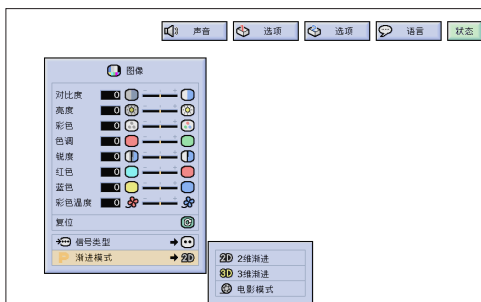 声音 选项 选项 语言 状态
图像
对比度 0
亮度 0
彩色 0
色调 0
锐度 0
红色 0
蓝色 0
彩色温度 0
复位
信号类型
P 渐进模式 2D
2D 2维渐进
3D 3维渐进
电影模式